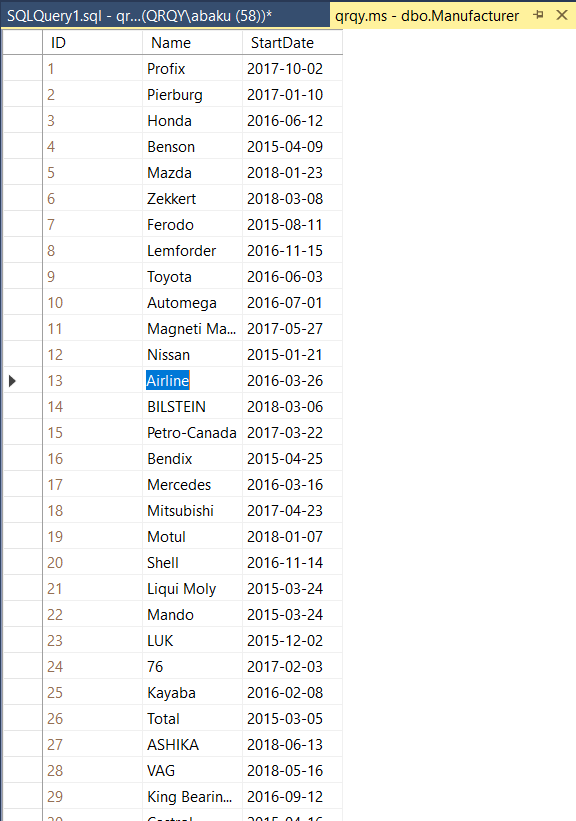 SQLQuery1.sql - qr...(QRQY\abaku (58))* qrqy.ms - dbo.Manufacturer
ID Name StartDate
1 Profix 2017-10-02
2 Pierburg 2017-01-10
3 Honda 2016-06-12
4 Benson 2015-04-09
5 Mazda 2018-01-23
6 Zekkert 2018-03-08
7 Ferodo 2015-08-11
8 Lemforder 2016-11-15
9 Toyota 2016-06-03
10 Automega 2016-07-01
11 Magneti Ma... 2017-05-27
12 Nissan 2015-01-21
13 Airline 2016-03-26
14 BILSTEIN 2018-03-06
15 Petro-Canada 2017-03-22
16 Bendix 2015-04-25
17 Mercedes 2016-03-16
18 Mitsubishi 2017-04-23
19 Motul 2018-01-07
20 Shell 2016-11-14
21 Liqui Moly 2015-03-24
22 Mando 2015-03-24
23 LUK 2015-12-02
24 76 2017-02-03
25 Kayaba 2016-02-08
26 Total 2015-03-05
27 ASHIKA 2018-06-13
28 VAG 2018-05-16
29 King Bearin... 2016-09-12